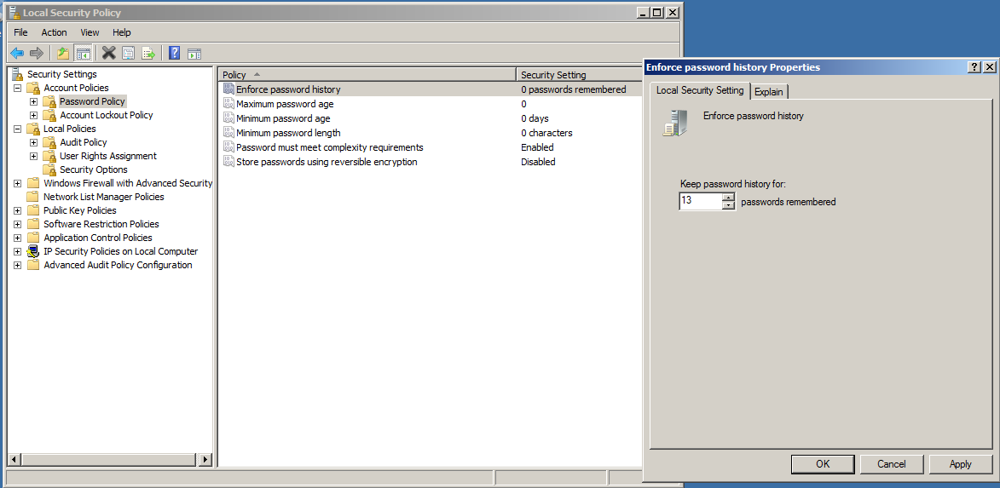 Local Security Policy
File Action View Help
Security Settings
Account Policies
Password Policy
Account Lockout Policy
Local Policies
Audit Policy
User Rights Assignment
Security Options
Windows Firewall with Advanced Security
Network List Manager Policies
Public Key Policies
Software Restriction Policies
Application Control Policies
IP Security Policies on Local Computer
Advanced Audit Policy Configuration
Policy Security Setting
Enforce password history 0 passwords remembered
Maximum password age 0
Minimum password age 0 days
Minimum password length 0 characters
Password must meet complexity requirements Enabled
Store passwords using reversible encryption Disabled
Enforce password history Properties
Local Security Setting Explain
Enforce password history
Keep password history for:
13 passwords remembered
OK Cancel Apply